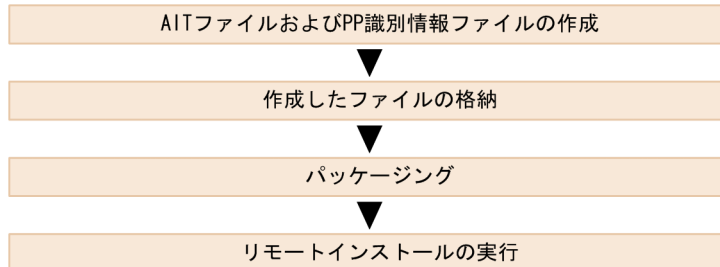 AITファイルおよびPP識別情報ファイルの作成
作成したファイルの格納
パッケージング
リモートインストールの実行